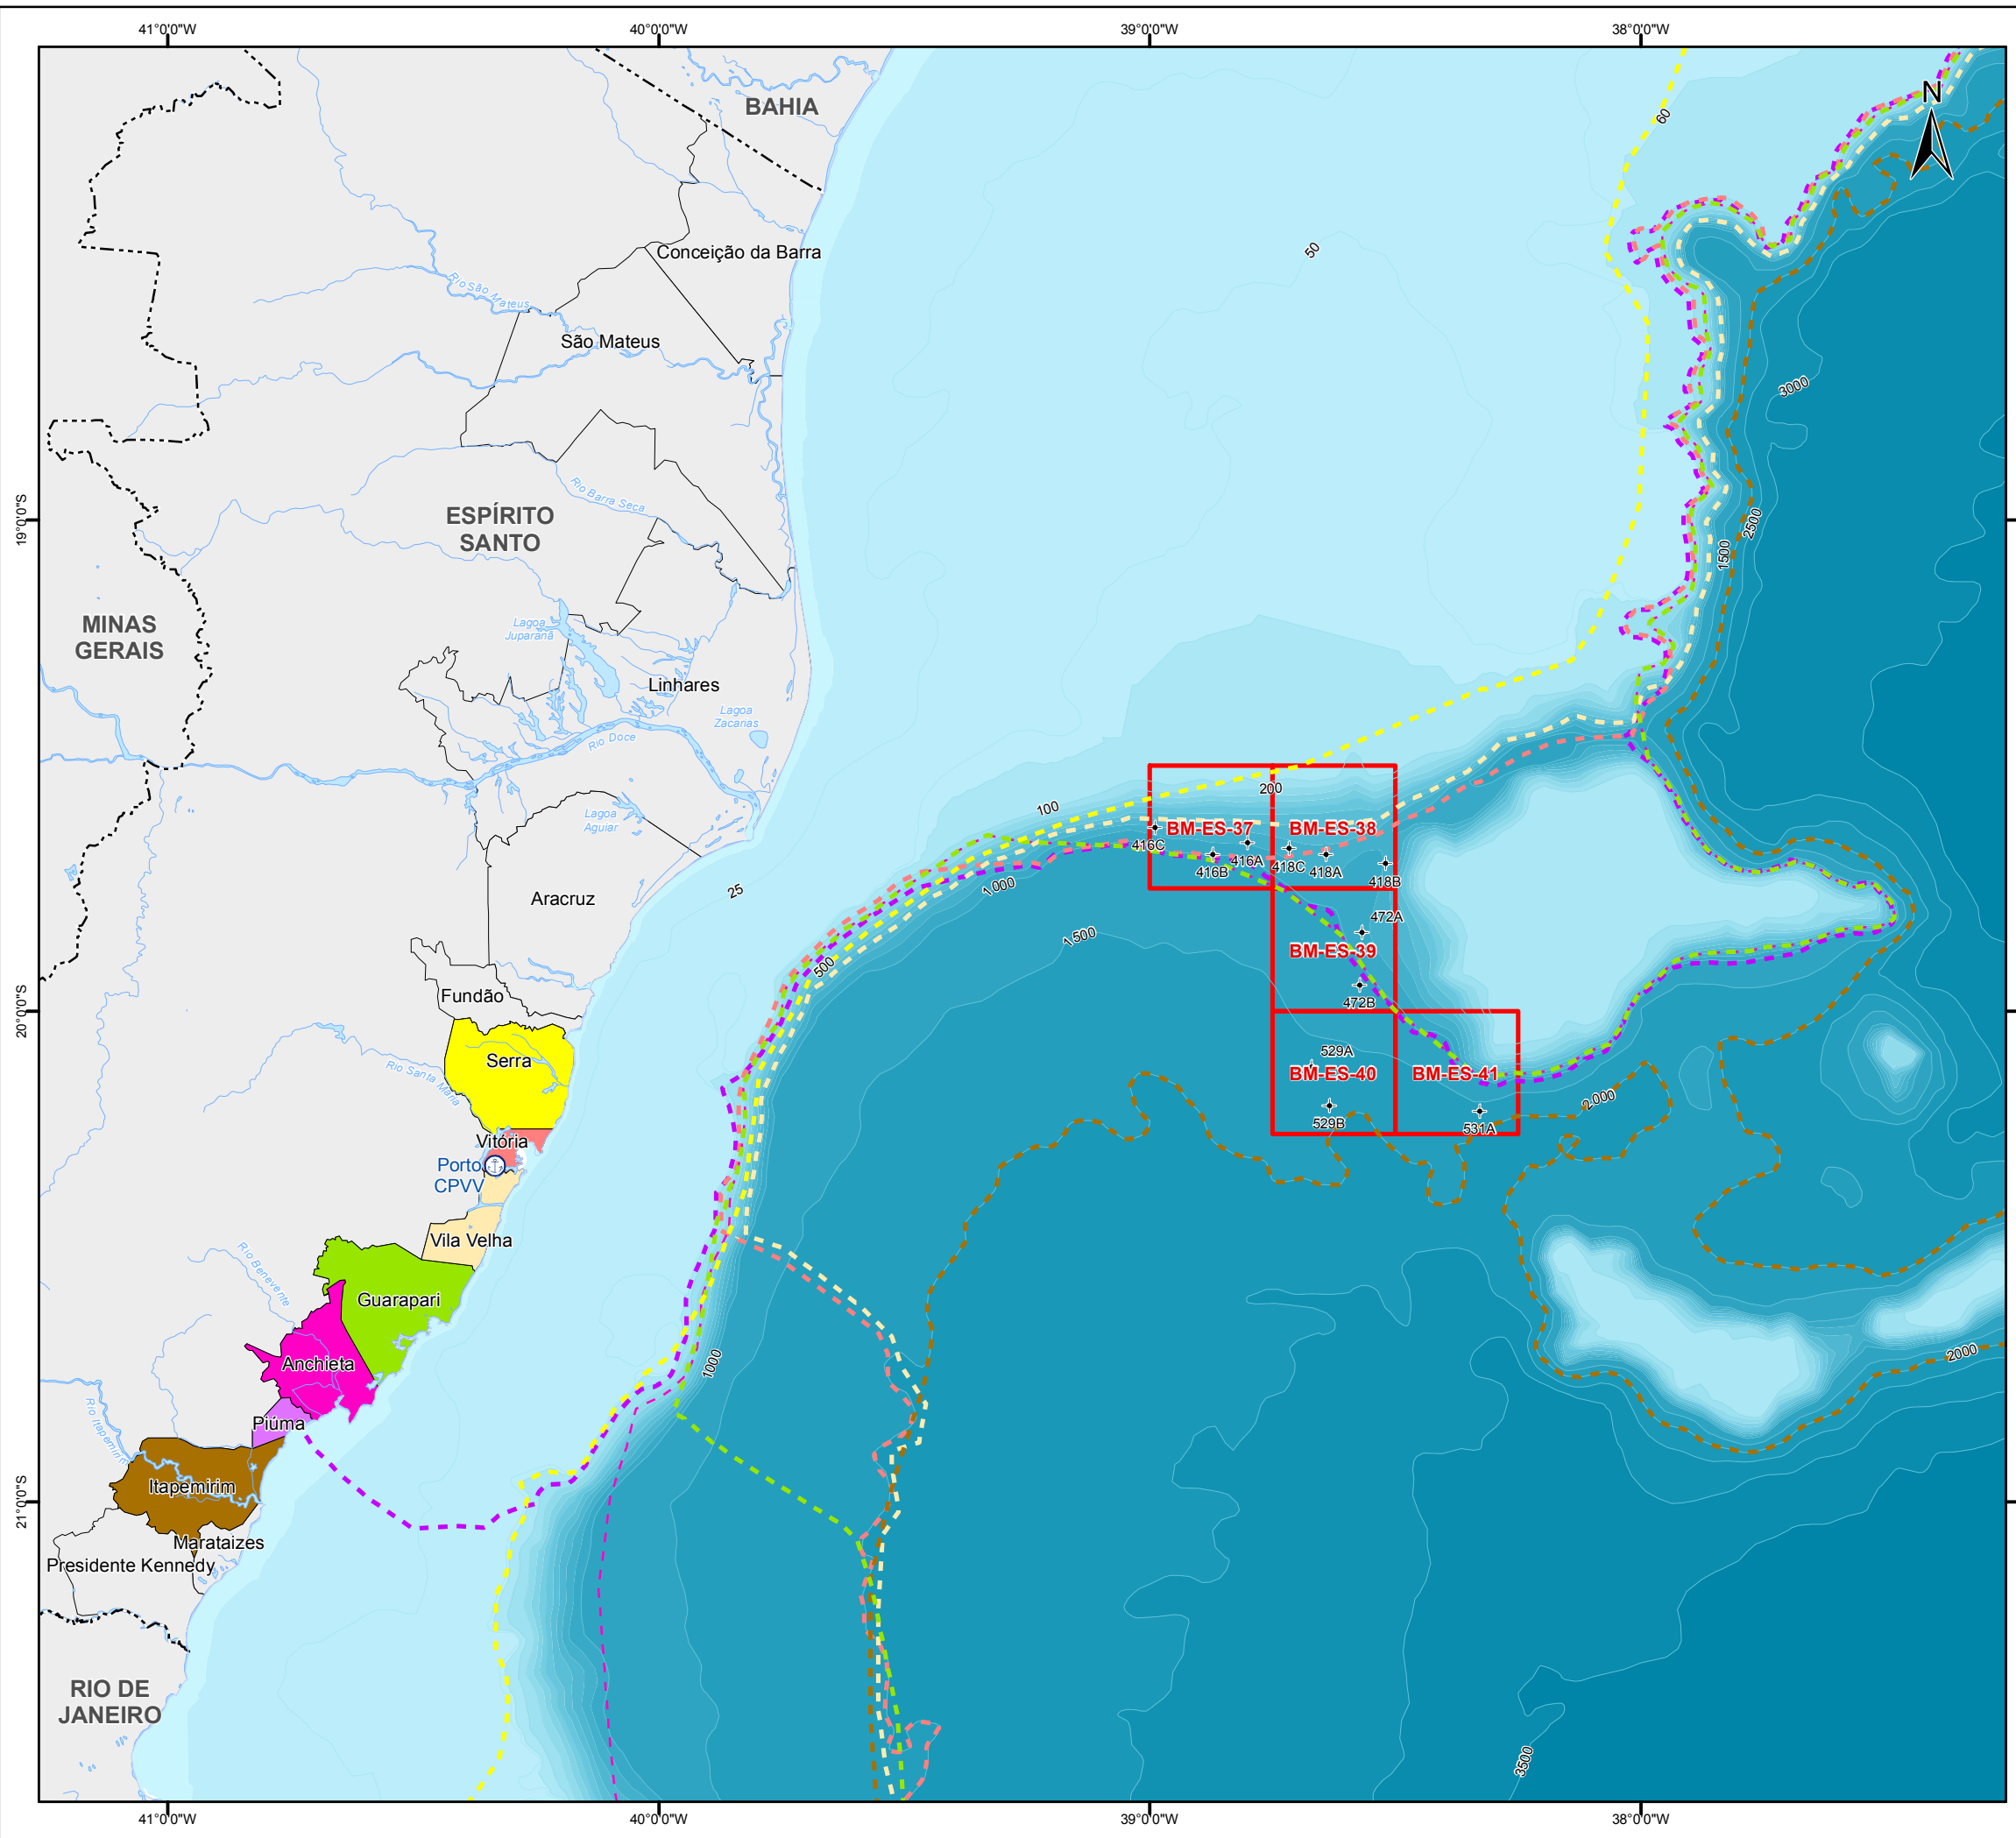 41°0'0"W
40°0'0"W
39°0'0"W
38°0'0"W
N
BAHIA
60
Conceição da Barra
50
Rio São Mateus
São Mateus
3000
Rio Barra Seca
ESPÍRITO
SANTO
19°0'0"S
2500
1500
MINAS
GERAIS
Lagoa
Juparanã
Linhares
Lagoa
Zacarias
Rio Doce
Lagoa
Aguiar
100
200
BM-ES-37
BM-ES-38
416C
416B
416A
418C
418A
418B
1.000
25
Aracruz
472A
1.500
BM-ES-39
500
Fundão
472B
20°0'0"S
Serra
529A
Rio Santa Maria
BM-ES-40
BM-ES-41
2.000
529B
531A
Vitória
Porto
CPVV
Vila Velha
Rio Benevente
Guarapari
1000
2000
Anchieta
Piúma
Rio Itapemirim
Itapemirim
21°0'0"S
Marataizes
Presidente Kennedy
RIO DE
JANEIRO
3500
41°0'0"W
40°0'0"W
39°0'0"W
38°0'0"W